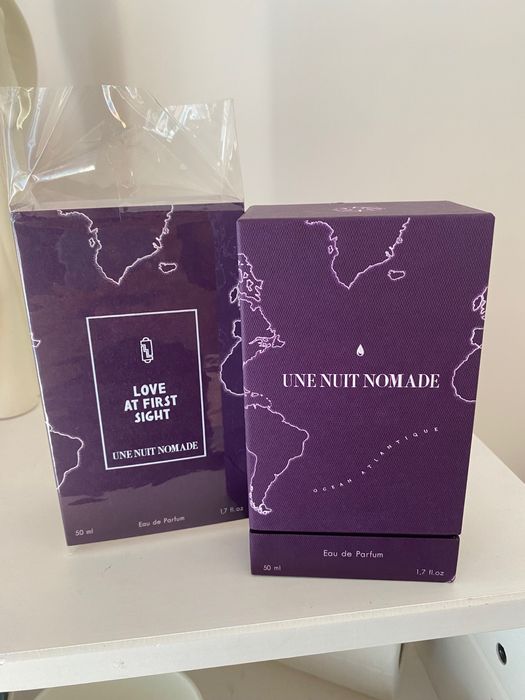 LOVE
AT FIRST
SIGHT
UNE NUIT NOMADE
50 ml
Eau de Parfum
1,7 fl.oz
UNE NUIT NOMADE
OCEAN ATLANTIQUE
Eau de Parfum
50 ml
1,7 fl.oz